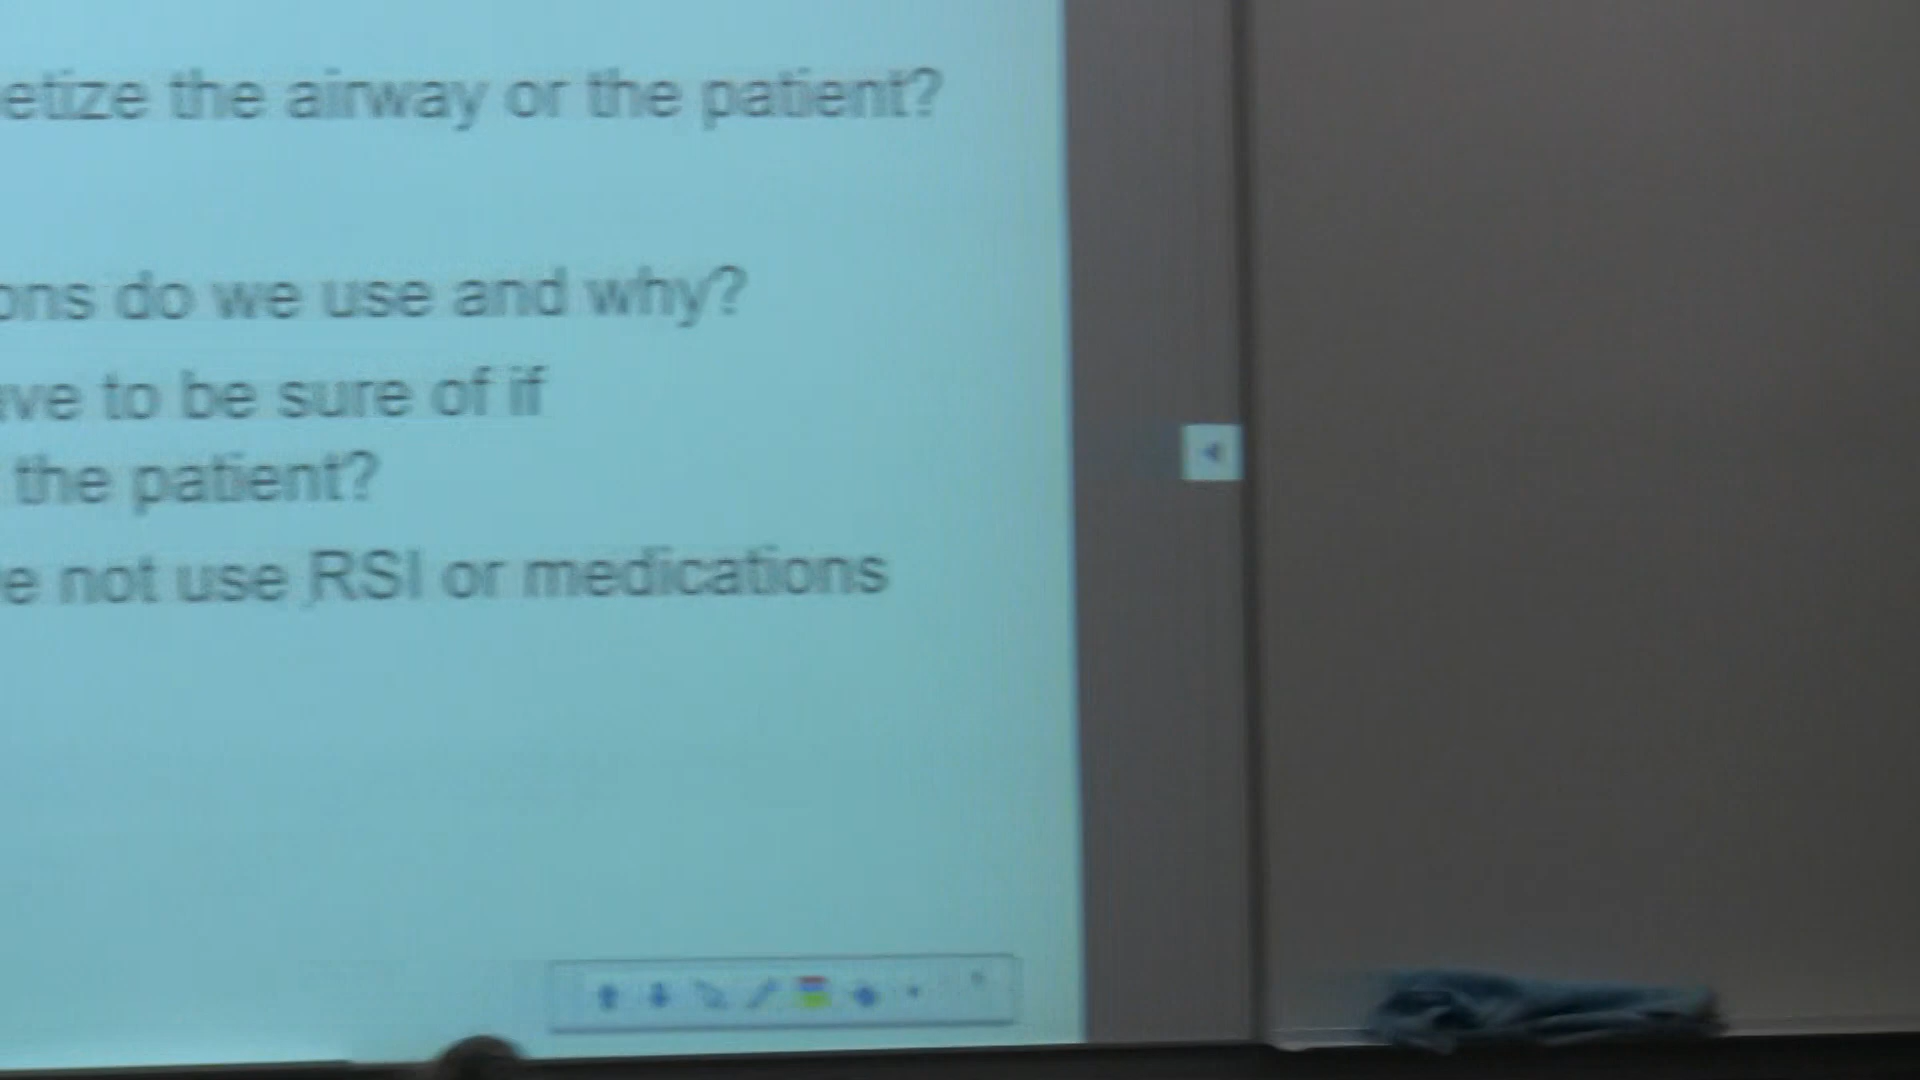 etize the airway or the patient?
ons do we use and why?
ave to be sure of if
the patient?
e not use RSI or medications